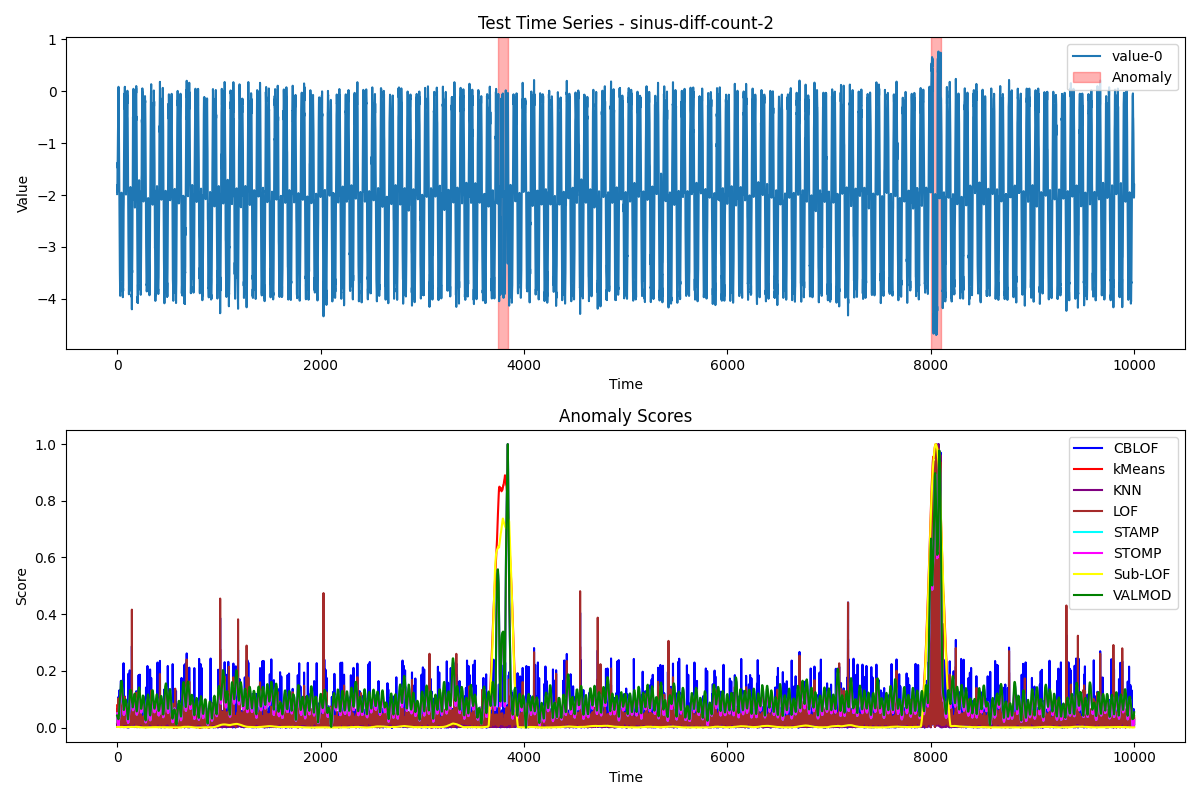 Test Time Series - sinus-diff-count-2
1
0
−1
−2
−3
−4
Value
value-0
Anomaly
0
2000
4000
6000
8000
10000
Time
Anomaly Scores
1.0
0.8
0.6
0.4
0.2
0.0
Score
CBLOF
kMeans
KNN
LOF
STAMP
STOMP
Sub-LOF
VALMOD
0
2000
4000
6000
8000
10000
Time